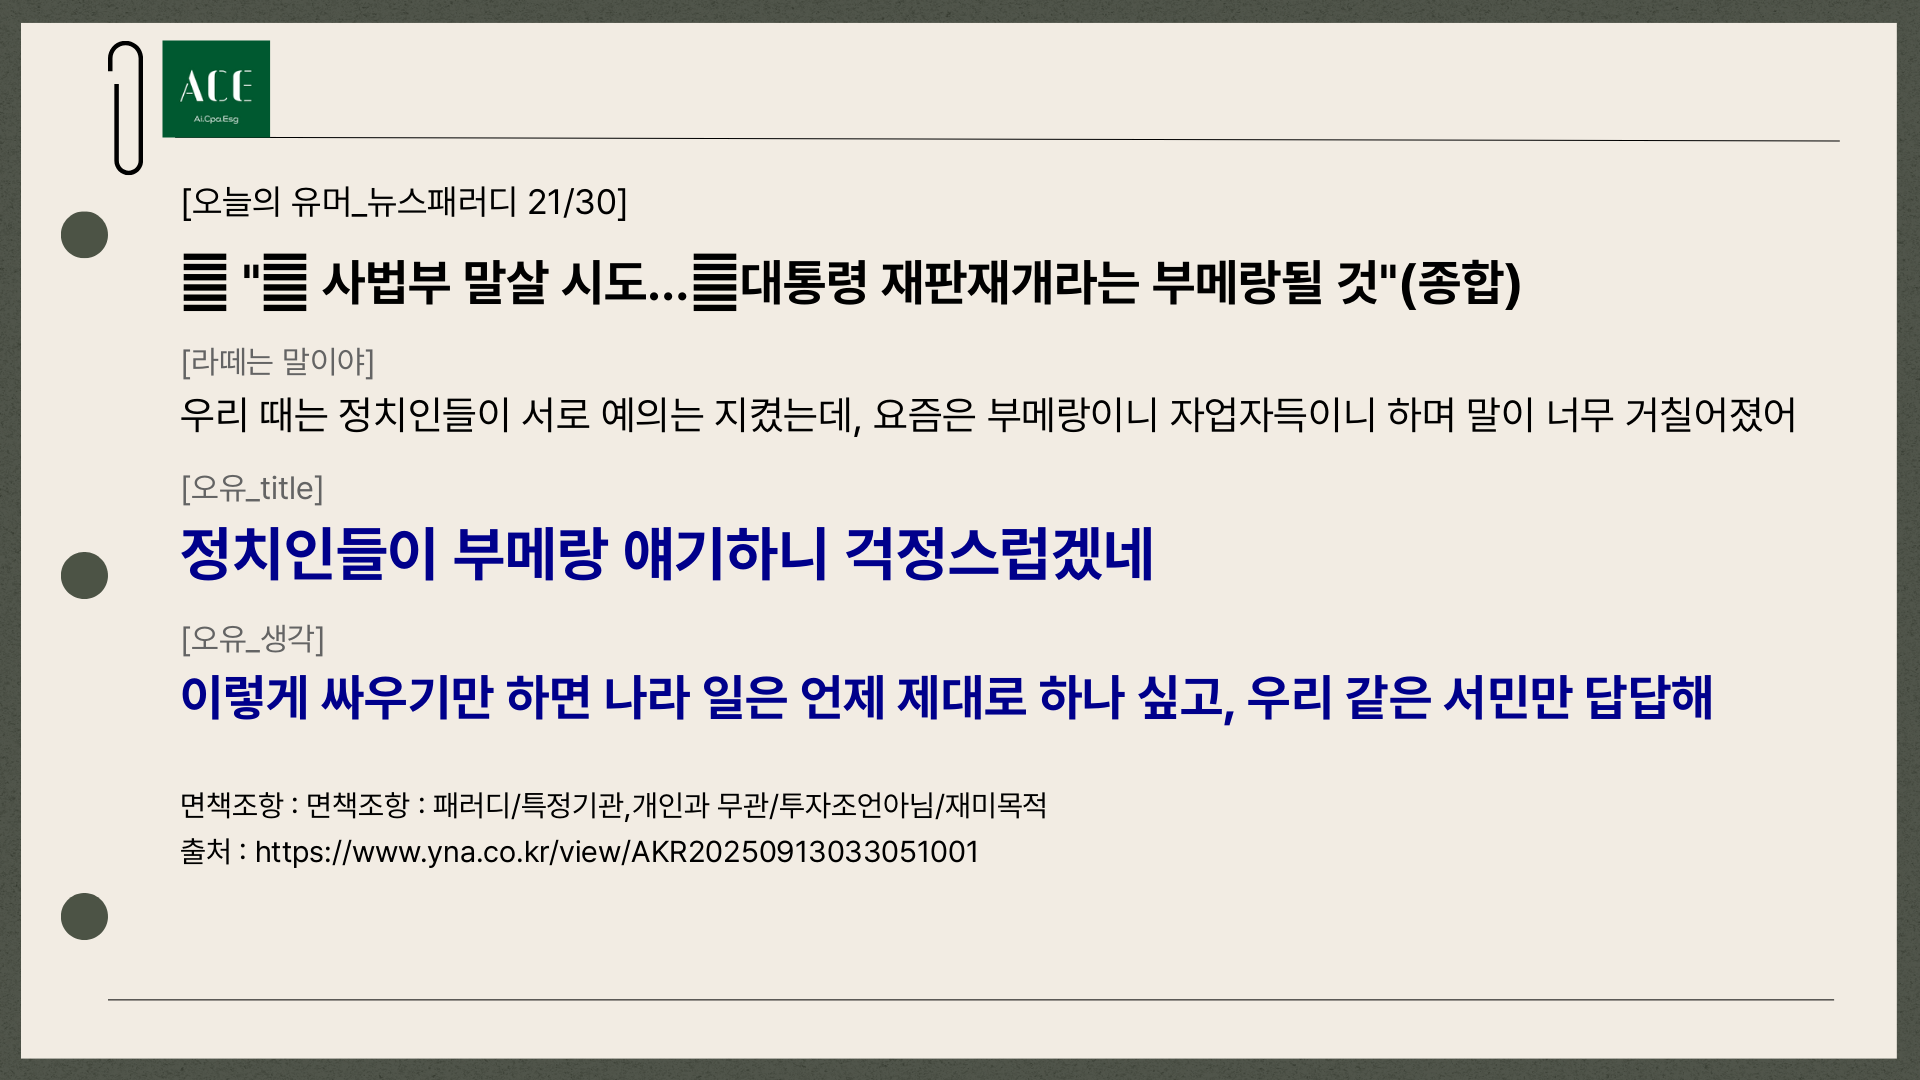 ACE
Ai.Cpa.Esg
[오늘의 유머_뉴스패러디 21/30]
" 사법부 말살 시도…대통령 재판재개라는 부메랑될 것"(종합)
[라떼는 말이야]
우리 때는 정치인들이 서로 예의는 지켰는데, 요즘은 부메랑이니 자업자득이니 하며 말이 너무 거칠어졌어
[오유_title]
정치인들이 부메랑 얘기하니 걱정스럽겠네
[오유_생각]
이렇게 싸우기만 하면 나라 일은 언제 제대로 하나 싶고, 우리 같은 서민만 답답해
면책조항 : 면책조항 : 패러디/특정기관,개인과 무관/투자조언아님/재미목적
출처 : https://www.yna.co.kr/view/AKR20250913033051001